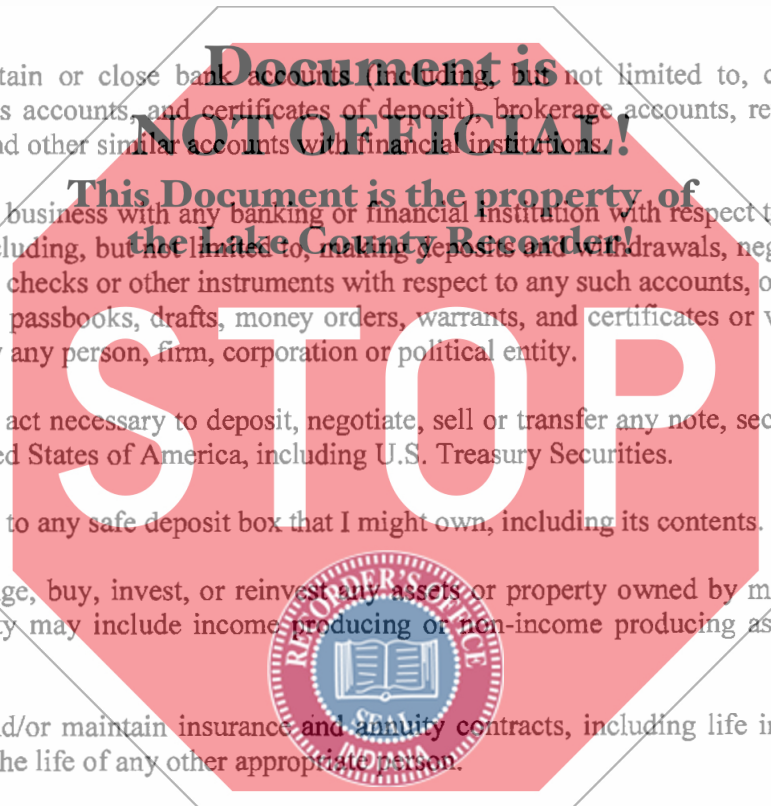 Document is
tain or close bank accounts (including, but not limited to, c
s accounts, and certificates of deposit), brokerage accounts, re
NOT OFFICIAL!
nd other similar accounts with financial institutions.
This Document is the property of
business with any banking or financial institution with respect t
the Lake County Recorder!
luding, but not limited to, making deposits and withdrawals, neg
checks or other instruments with respect to any such accounts, o
passbooks, drafts, money orders, warrants, and certificates or v
y any person, firm, corporation or political entity.
STOP
act necessary to deposit, negotiate, sell or transfer any note, sec
ed States of America, including U.S. Treasury Securities.
to any safe deposit box that I might own, including its contents.
ge, buy, invest, or reinvest any assets or property owned by m
ty may include income producing or non-income producing as
RECORDER'S OFFICE
SEAL
INDIANA
d/or maintain insurance and annuity contracts, including life in
he life of any other appropriate person.